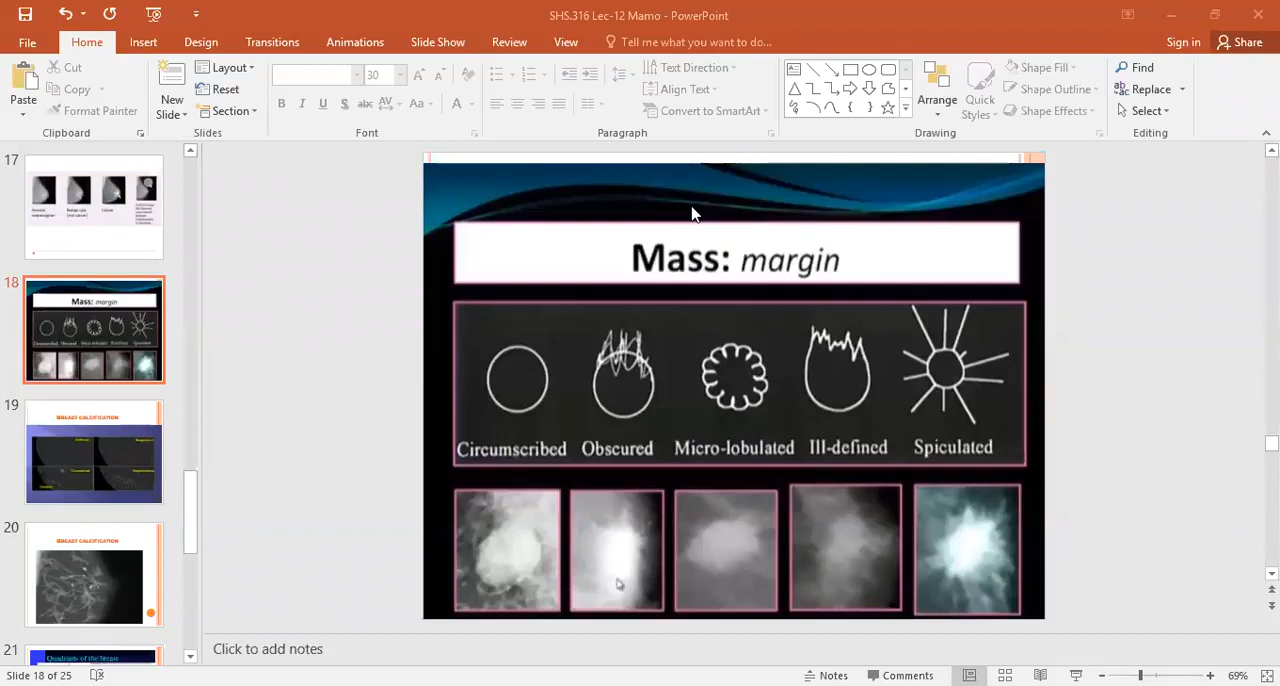 SHS.316 Lec-12 Mamo - PowerPoint
File Home Insert Design Transitions Animations Slide Show Review View Tell me what you want to do... Sign in Share
Paste Cut Copy Format Painter
Clipboard
New Slide Layout Reset Section
Slides
30
B I U S abc AV Aa A
Font
Text Direction Align Text Convert to SmartArt
Paragraph
Arrange Quick Styles Shape Fill Shape Outline Shape Effects
Drawing
Find Replace Select
Editing
17
18
Mass: margin
19
BREAST CALCIFICATION
20
BREAST CALCIFICATION
21
Quadrants of the breast
Mass: margin
Circumscribed Obscured Micro-lobulated Ill-defined Spiculated
Click to add notes
Slide 18 of 25 Notes Comments 69%